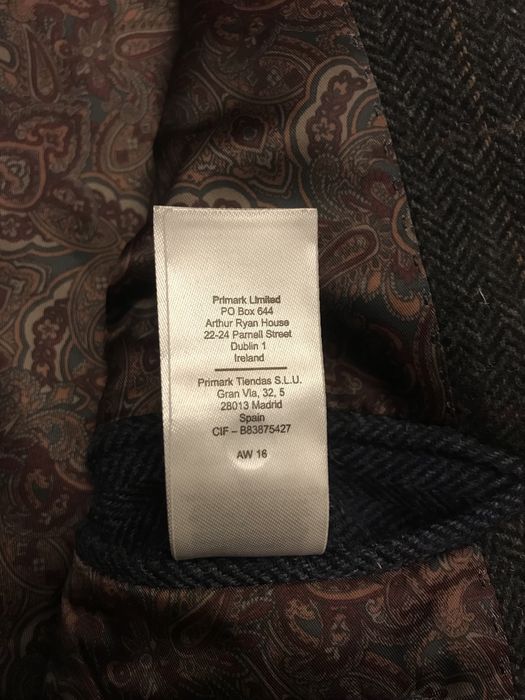 Primark Limited
PO Box 644
Arthur Ryan House
22-24 Parnell Street
Dublin 1
Ireland
Primark Tiendas S.L.U.
Gran Via, 32, 5
28013 Madrid
Spain
CIF – B83875427
AW 16